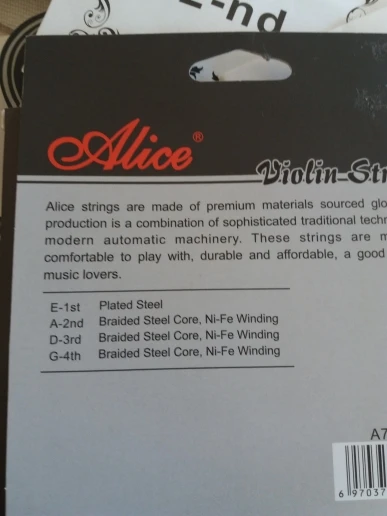 2-nd
Alice®
Violin Str
Alice strings are made of premium materials sourced glo
production is a combination of sophisticated traditional techn
modern automatic machinery. These strings are m
comfortable to play with, durable and affordable, a good
music lovers.
E-1st Plated Steel
A-2nd Braided Steel Core, Ni-Fe Winding
D-3rd Braided Steel Core, Ni-Fe Winding
G-4th Braided Steel Core, Ni-Fe Winding
A7
6 97037